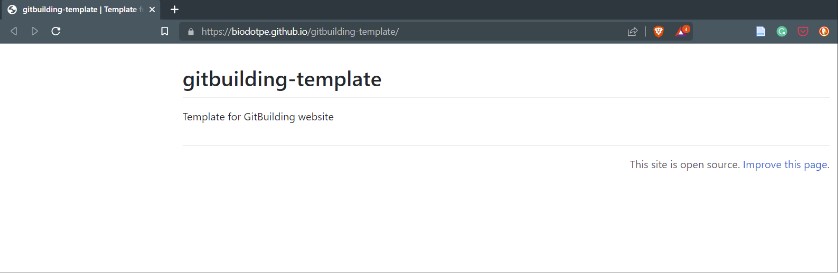 gitbuilding-template | Template f
https://biodotpe.github.io/gitbuilding-template/
gitbuilding-template
Template for GitBuilding website
This site is open source. Improve this page.